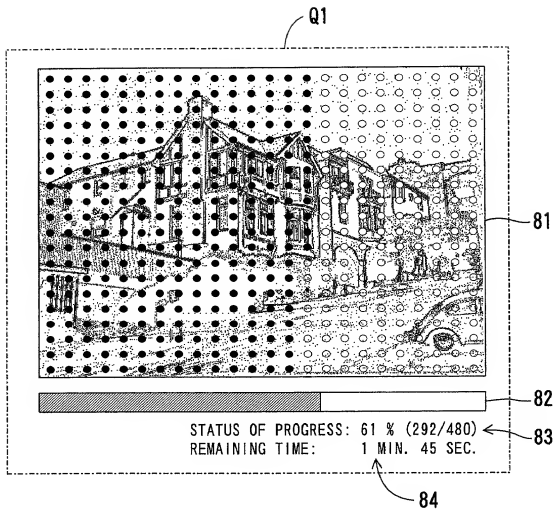 Q1
81
82
STATUS OF PROGRESS: 61 % (292/480)
83
REMAINING TIME: 1 MIN. 45 SEC.
84